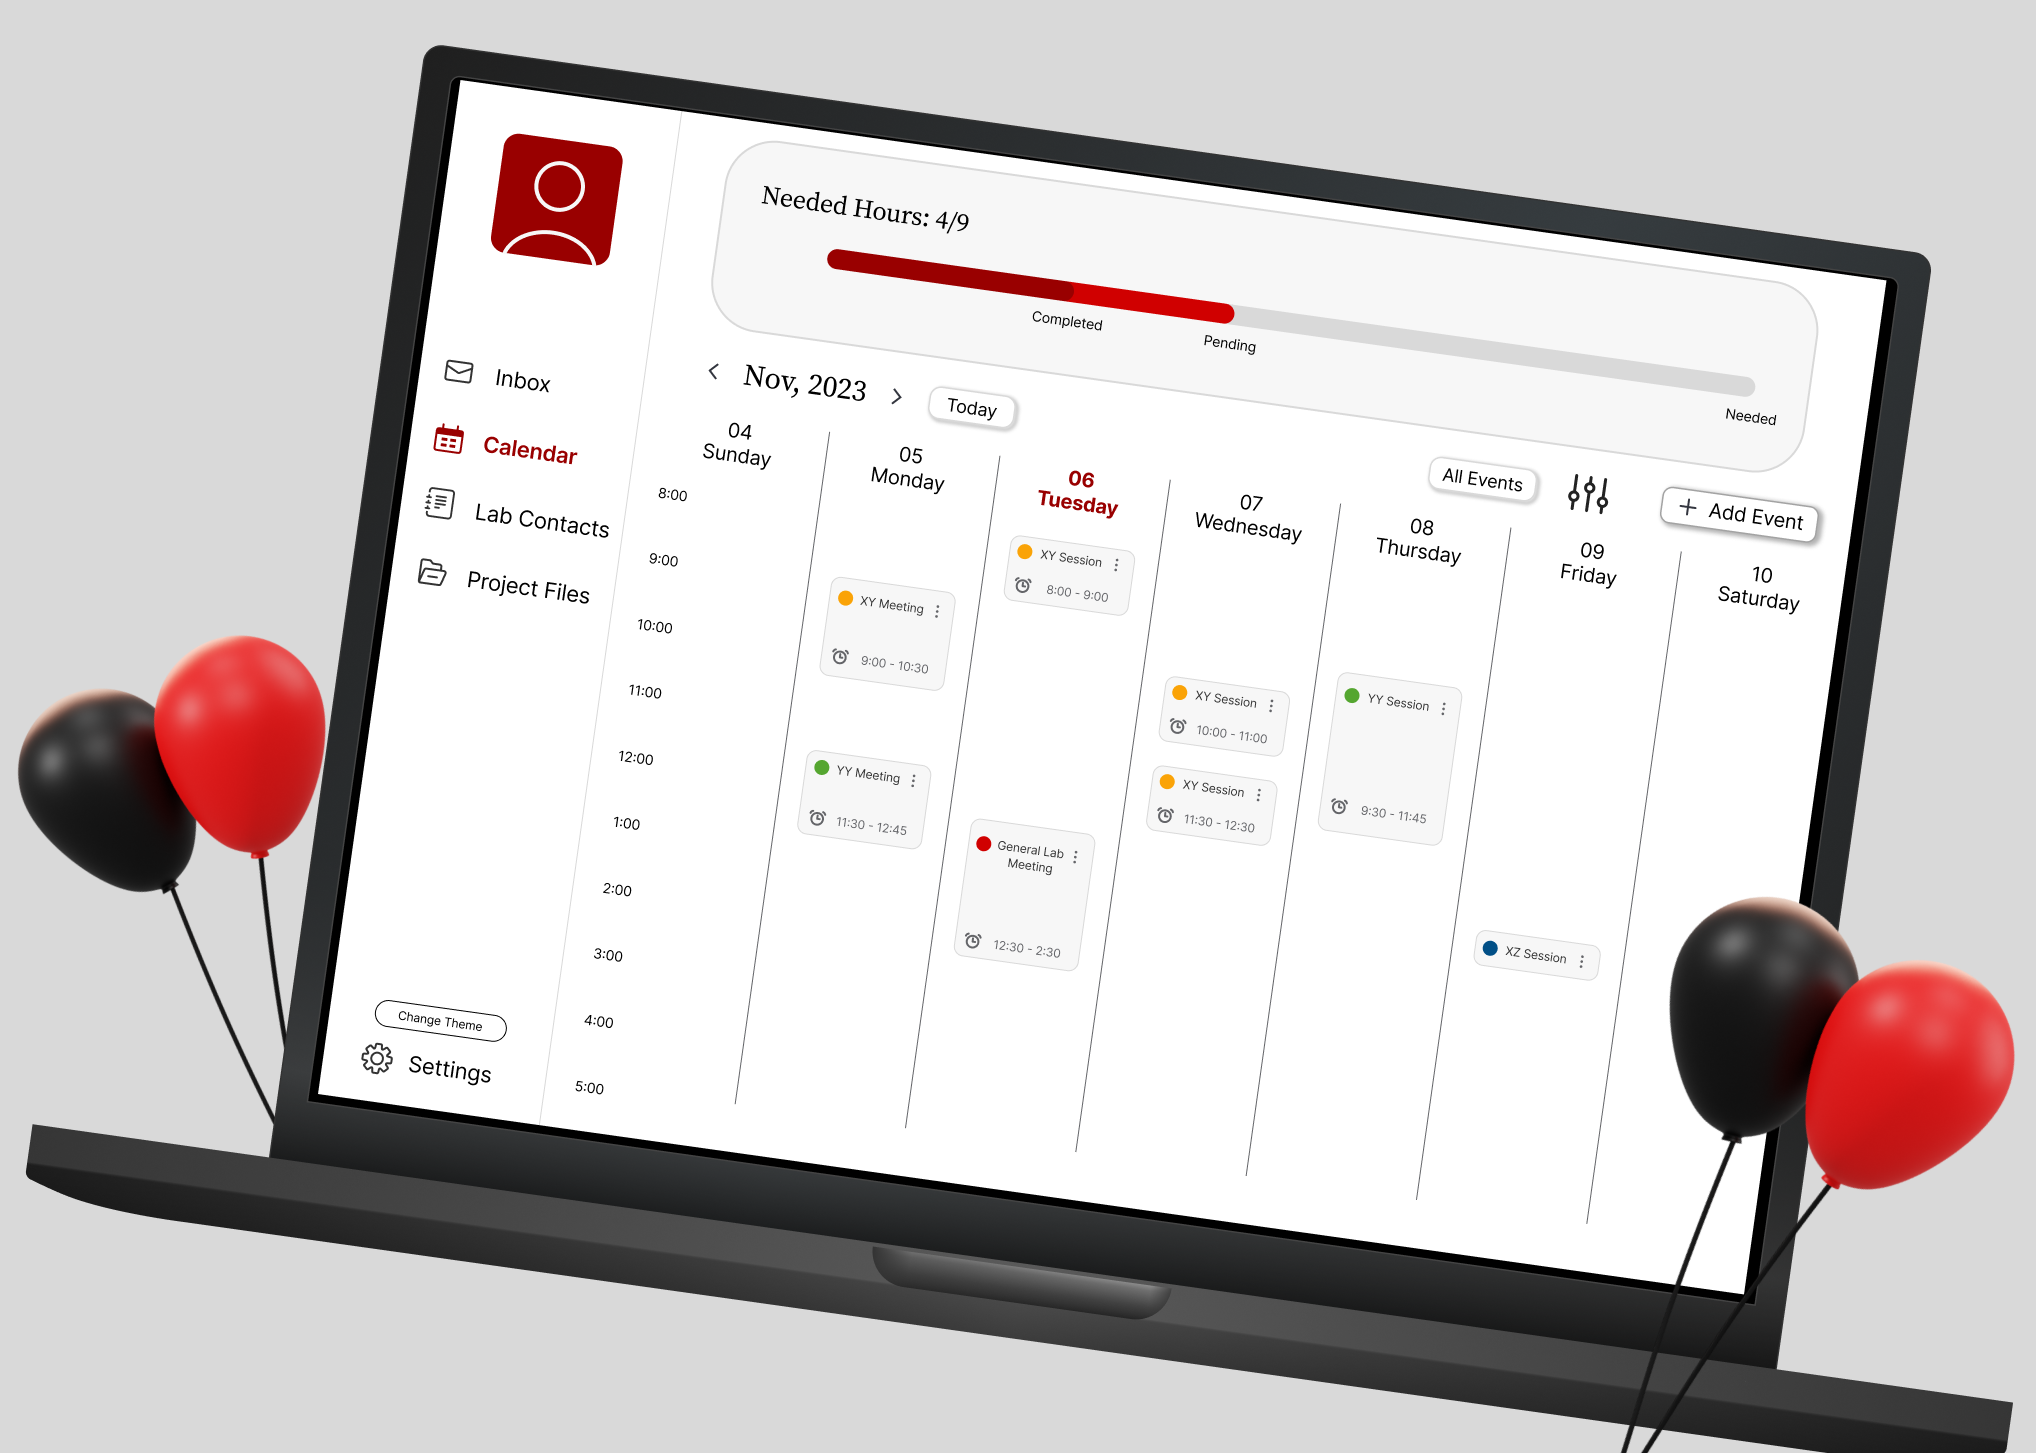 Needed Hours: 4/9
Completed
Pending
Needed
Inbox
Calendar
Lab Contacts
Project Files
Change Theme
Settings
Nov, 2023
Today
All Events
Add Event
04
Sunday
05
Monday
06
Tuesday
07
Wednesday
08
Thursday
09
Friday
10
Saturday
8:00
9:00
10:00
11:00
12:00
1:00
2:00
3:00
4:00
5:00
XY Meeting
9:00 - 10:30
YY Meeting
11:30 - 12:45
XY Session
8:00 - 9:00
General Lab
Meeting
12:30 - 2:30
XY Session
10:00 - 11:00
XY Session
11:30 - 12:30
YY Session
9:30 - 11:45
XZ Session